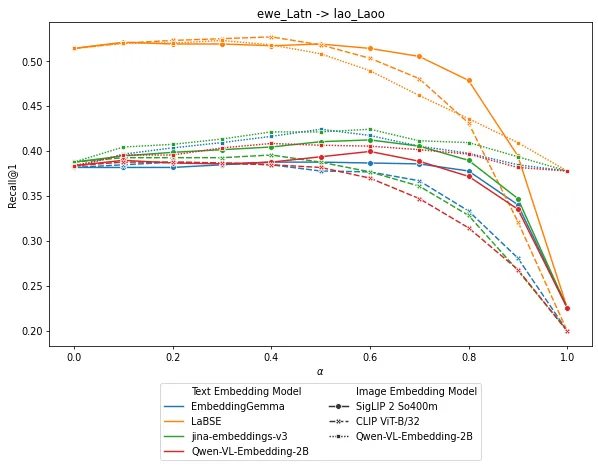 ewe_Latn -> lao_Laoo
Recall@1
0.50
0.45
0.40
0.35
0.30
0.25
0.20
0.0 0.2 0.4 0.6 0.8 1.0
α
Text Embedding Model Image Embedding Model
EmbeddingGemma SigLIP 2 So400m
LaBSE CLIP ViT-B/32
jina-embeddings-v3 Qwen-VL-Embedding-2B
Qwen-VL-Embedding-2B